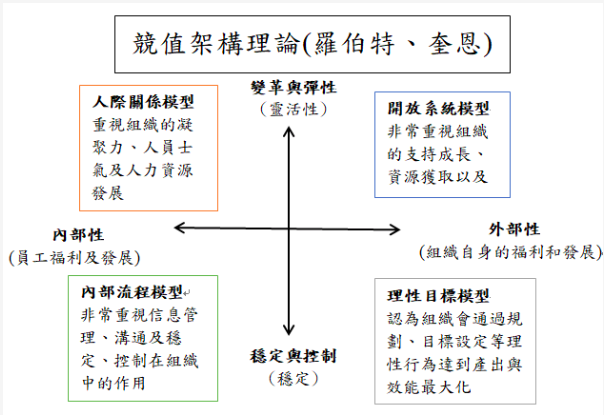 競值架構理論(羅伯特、奎恩)
變革與彈性
（靈活性）
人際關係模型
重視組織的凝
聚力、人員士
氣及人力資源
發展
開放系統模型
非常重視組織
的支持成長、
資源獲取以及
內部性
(員工福利及發展)
外部性
(組織自身的福利和發展)
內部流程模型
非常重視信息管
理、溝通及穩
定、控制在組織
中的作用
理性目標模型
認為組織會通過規
劃、目標設定等理
性行為達到產出與
效能最大化
穩定與控制
（穩定）